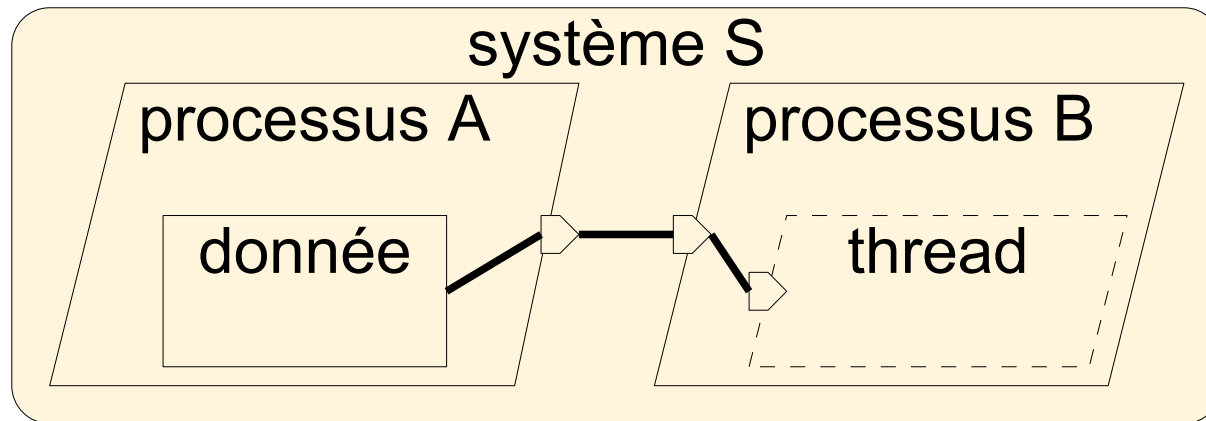 système S
processus A
processus B
donnée
thread